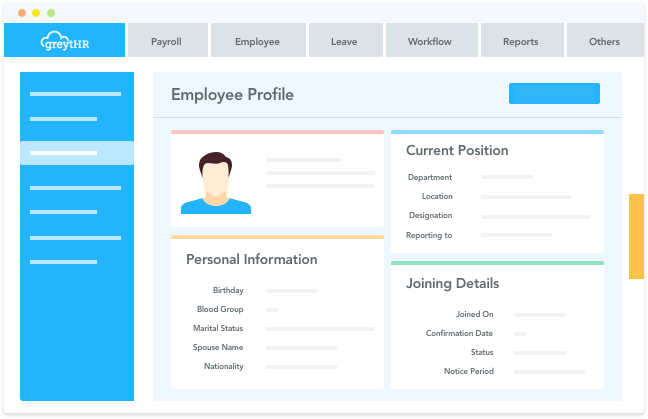 greytHR
Payroll
Employee
Leave
Workflow
Reports
Others
Employee Profile
Current Position
Department
Location
Designation
Reporting to
Personal Information
Birthday
Blood Group
Marital Status
Spouse Name
Nationality
Joining Details
Joined On
Confirmation Date
Status
Notice Period